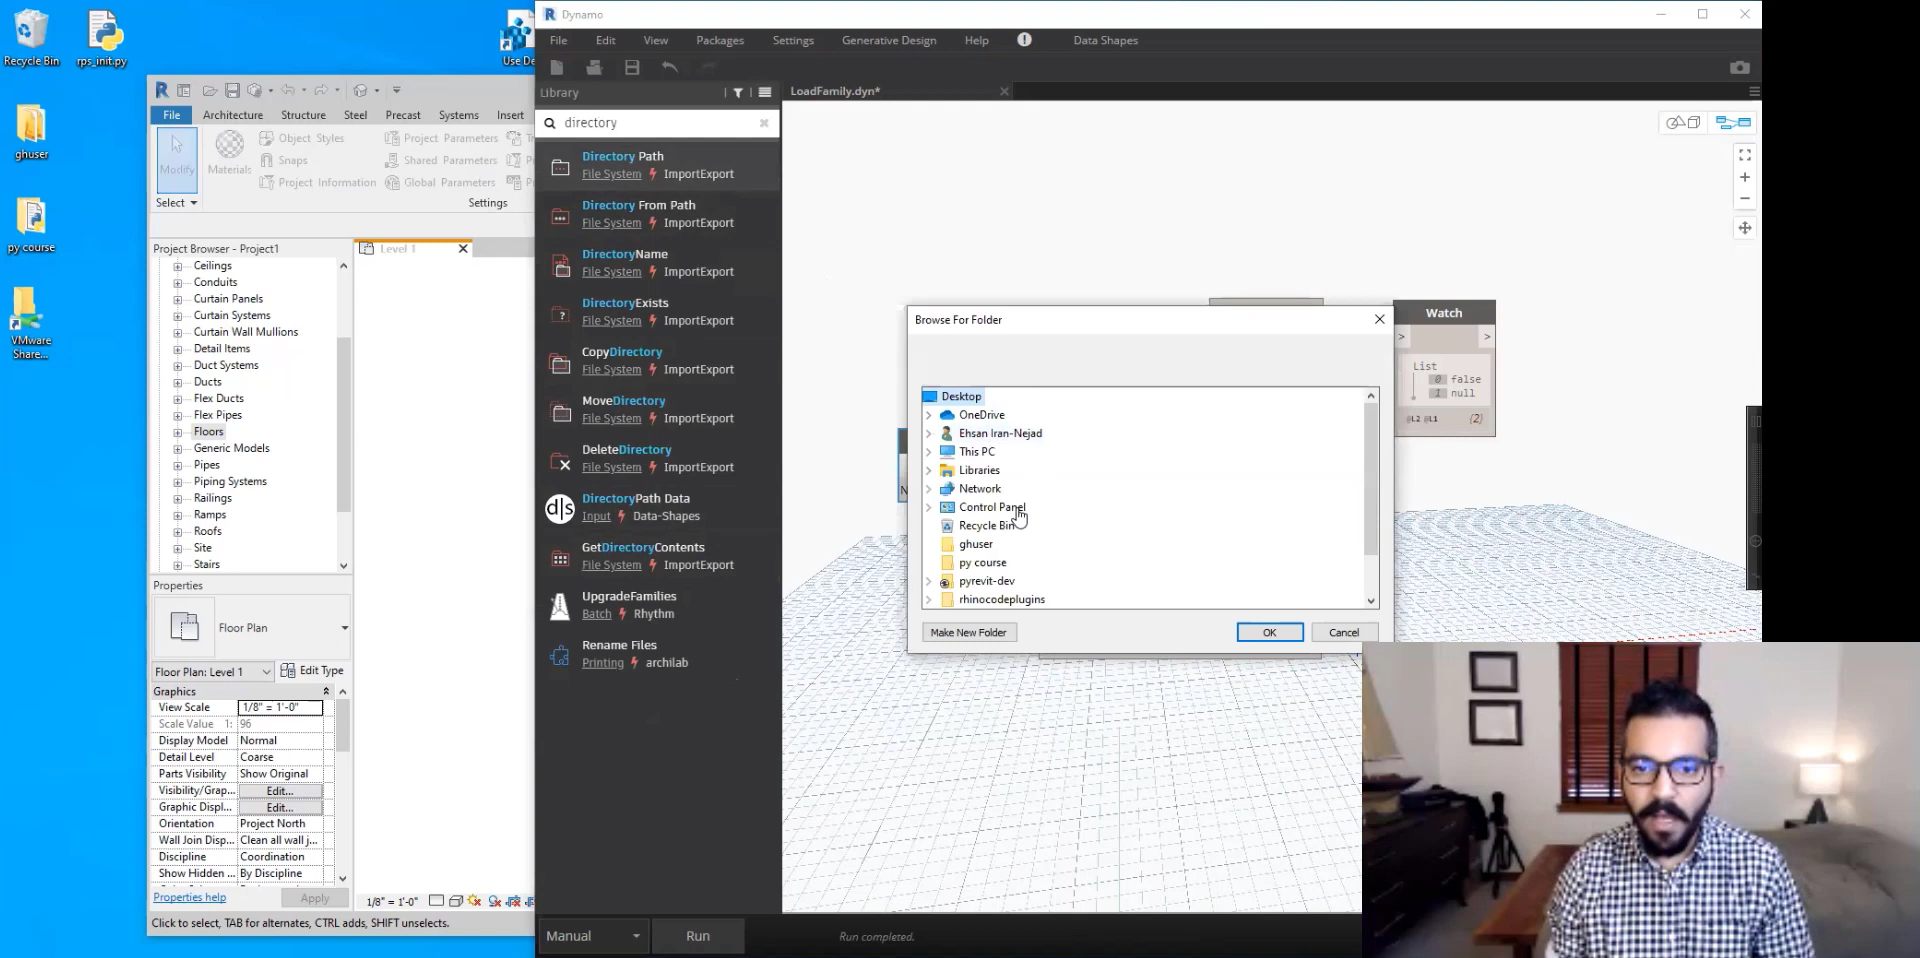 Recycle Bin
rps_init.py
ghuser
py course
VMware
Share...
Use De
File Architecture Structure Steel Precast Systems Insert
Modify
Materials
Object Styles
Snaps
Project Information
Project Parameters
Shared Parameters
Global Parameters
Select
Settings
Project Browser - Project1
Ceilings
Conduits
Curtain Panels
Curtain Systems
Curtain Wall Mullions
Detail Items
Duct Systems
Ducts
Flex Ducts
Flex Pipes
Floors
Generic Models
Pipes
Piping Systems
Railings
Ramps
Roofs
Site
Stairs
Level 1
Properties
Floor Plan
Floor Plan: Level 1
Edit Type
Graphics
View Scale 1/8" = 1'-0"
Scale Value 1: 96
Display Model Normal
Detail Level Coarse
Parts Visibility Show Original
Visibility/Grap... Edit...
Graphic Displ... Edit...
Orientation Project North
Wall Join Disp... Clean all wall j...
Discipline Coordination
Show Hidden ... By Discipline
Properties help
Apply
1/8" = 1'-0"
Click to select, TAB for alternates, CTRL adds, SHIFT unselects.
Dynamo
File Edit View Packages Settings Generative Design Help Data Shapes
Library
directory
Directory Path
File System ImportExport
Directory From Path
File System ImportExport
DirectoryName
File System ImportExport
DirectoryExists
File System ImportExport
CopyDirectory
File System ImportExport
MoveDirectory
File System ImportExport
DeleteDirectory
File System ImportExport
d|s
DirectoryPath Data
Input Data-Shapes
GetDirectoryContents
File System ImportExport
UpgradeFamilies
Batch Rhythm
Rename Files
Printing archilab
LoadFamily.dyn*
Watch
> >
List
0 false
1 null
@L2 @L1 {2}
N
Browse For Folder
Desktop
OneDrive
Ehsan Iran-Nejad
This PC
Libraries
Network
Control Panel
Recycle Bin
ghuser
py course
pyrevit-dev
rhinocodeplugins
Make New Folder
OK
Cancel
Manual
Run
Run completed.